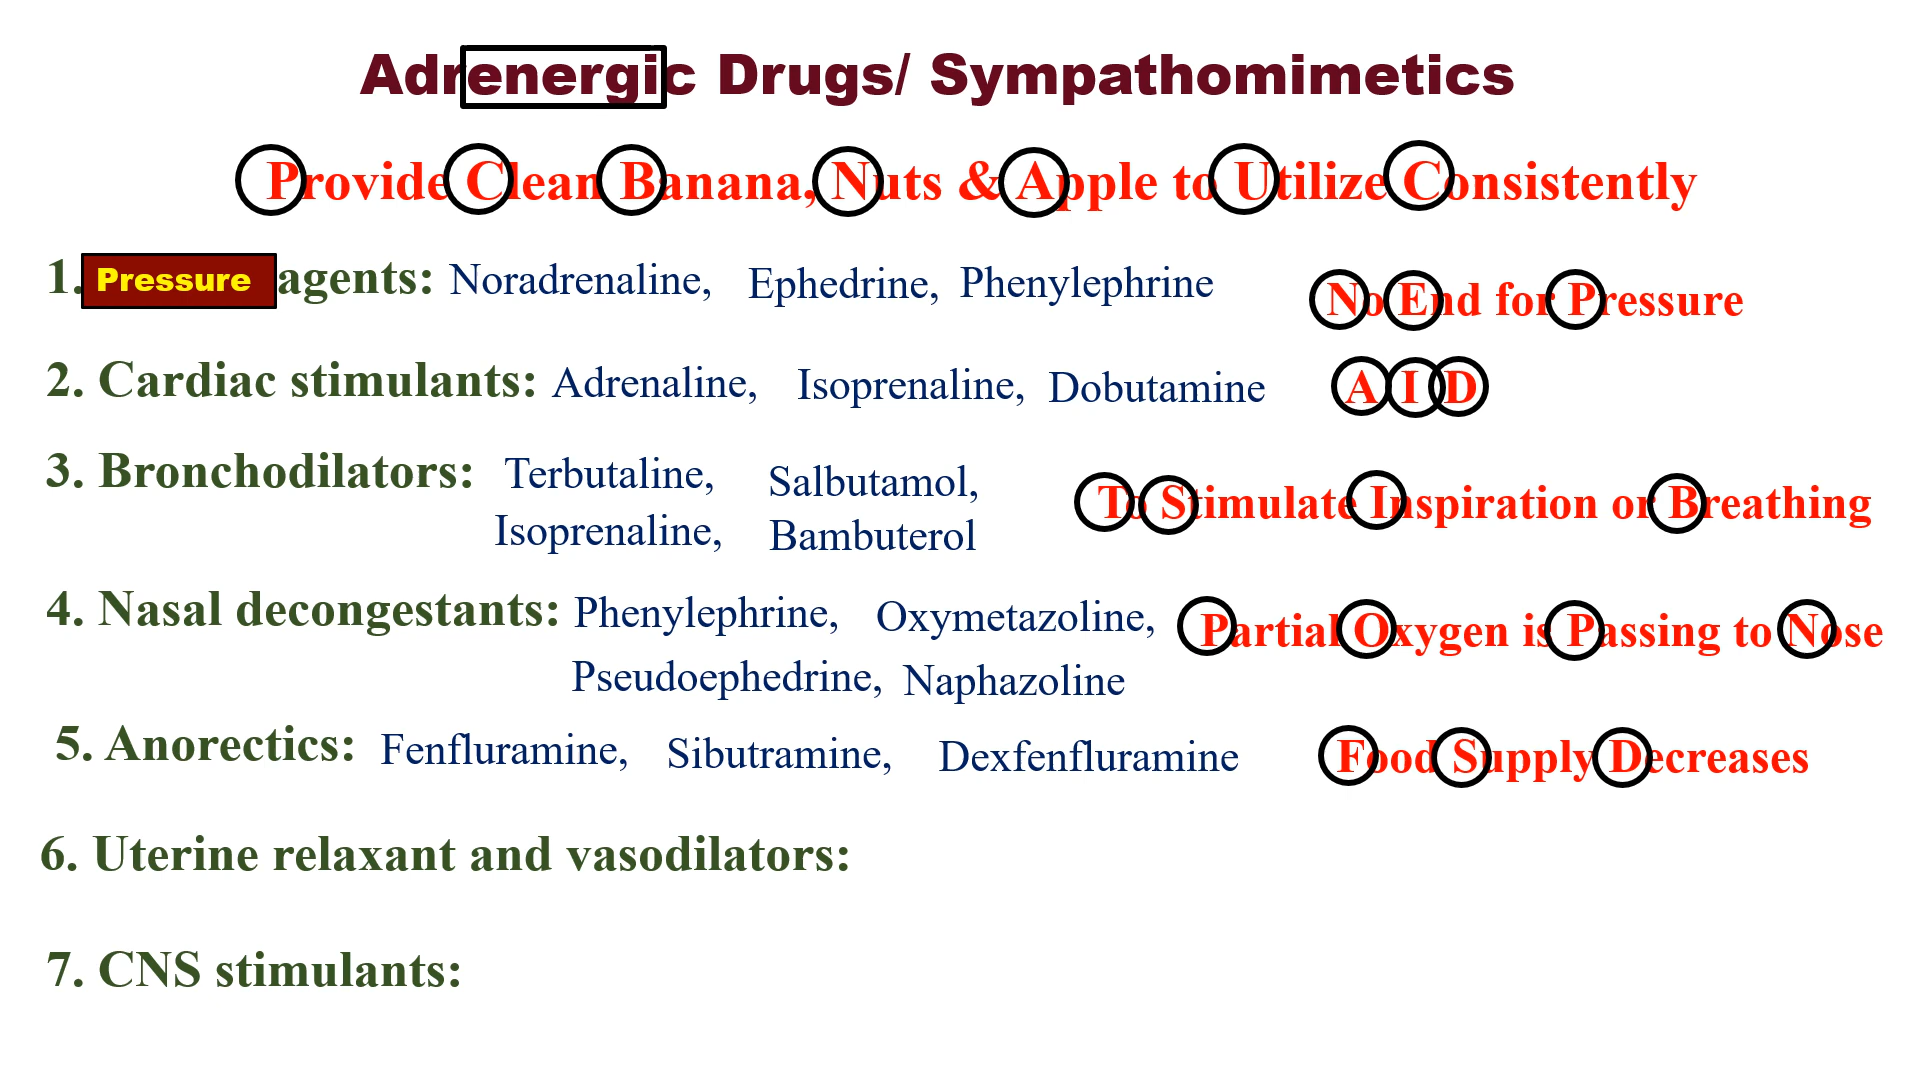 Adrenergic Drugs/ Sympathomimetics
Provide Clean Banana, Nuts & Apple to Utilize Consistently
1. Pressure agents: Noradrenaline, Ephedrine, Phenylephrine No End for Pressure
2. Cardiac stimulants: Adrenaline, Isoprenaline, Dobutamine A I D
3. Bronchodilators: Terbutaline, Salbutamol,
Isoprenaline, Bambuterol To Stimulate Inspiration or Breathing
4. Nasal decongestants: Phenylephrine, Oxymetazoline, Partial Oxygen is Passing to Nose
Pseudoephedrine, Naphazoline
5. Anorectics: Fenfluramine, Sibutramine, Dexfenfluramine Food Supply Decreases
6. Uterine relaxant and vasodilators:
7. CNS stimulants: